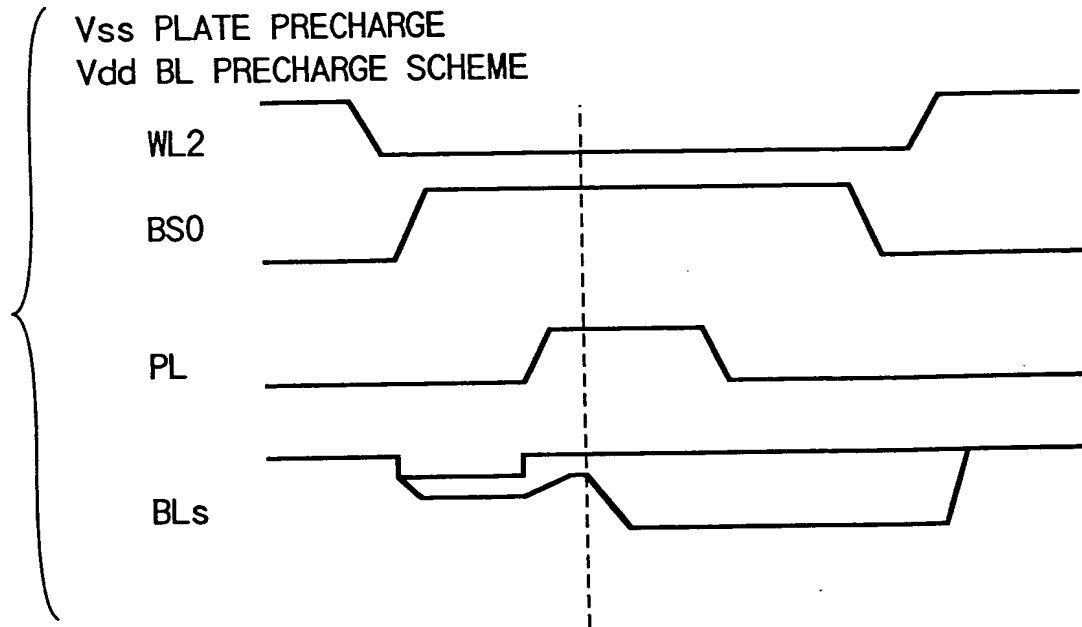 Vss PLATE PRECHARGE
Vdd BL PRECHARGE SCHEME
WL2
BS0
PL
BLs